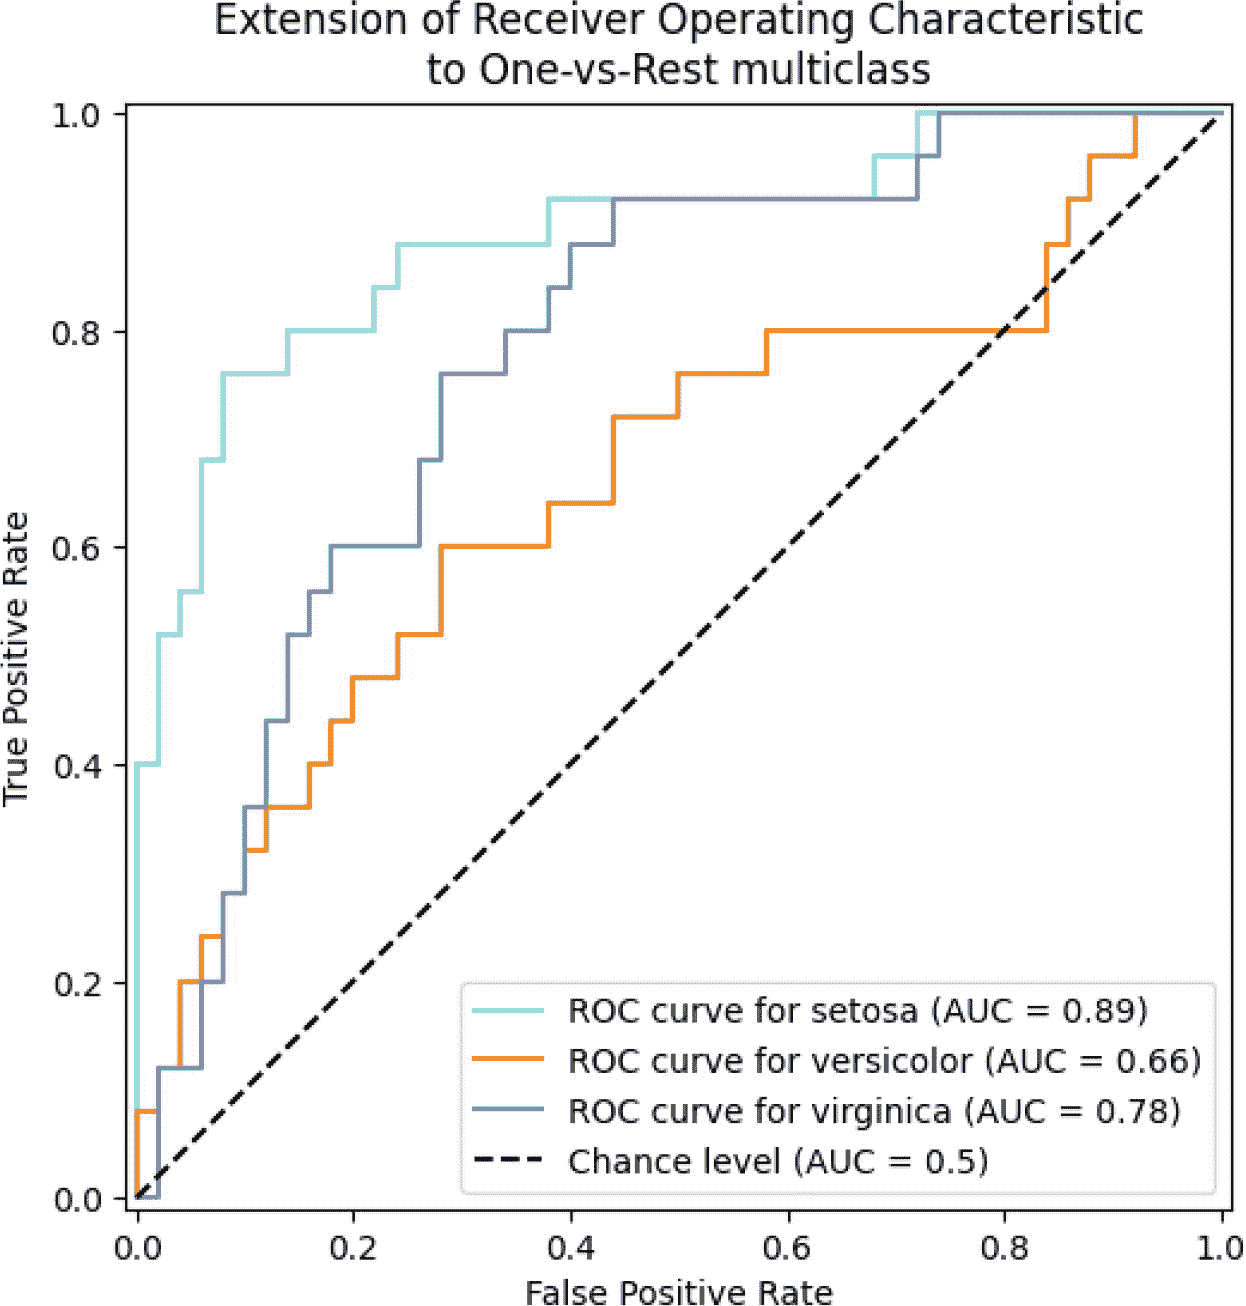 Extension of Receiver Operating Characteristic
to One-vs-Rest multiclass
True Positive Rate
1.0
0.8
0.6
0.4
0.2
0.0
ROC curve for setosa (AUC = 0.89)
ROC curve for versicolor (AUC = 0.66)
ROC curve for virginica (AUC = 0.78)
Chance level (AUC = 0.5)
0.0 0.2 0.4 0.6 0.8 1.0
False Positive Rate